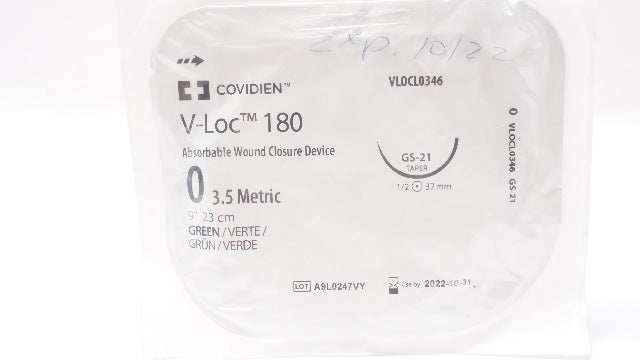 exp. 10/22
COVIDIEN™
VLOCL0346
V-Loc™ 180
Absorbable Wound Closure Device
GS-21
TAPER
1/2 37 mm
0 3.5 Metric
9" 23 cm
GREEN / VERTE /
GRÜN / VERDE
0 VLOCL0346 GS-21
LOT A9L0247VY
use by 2022-10-31.